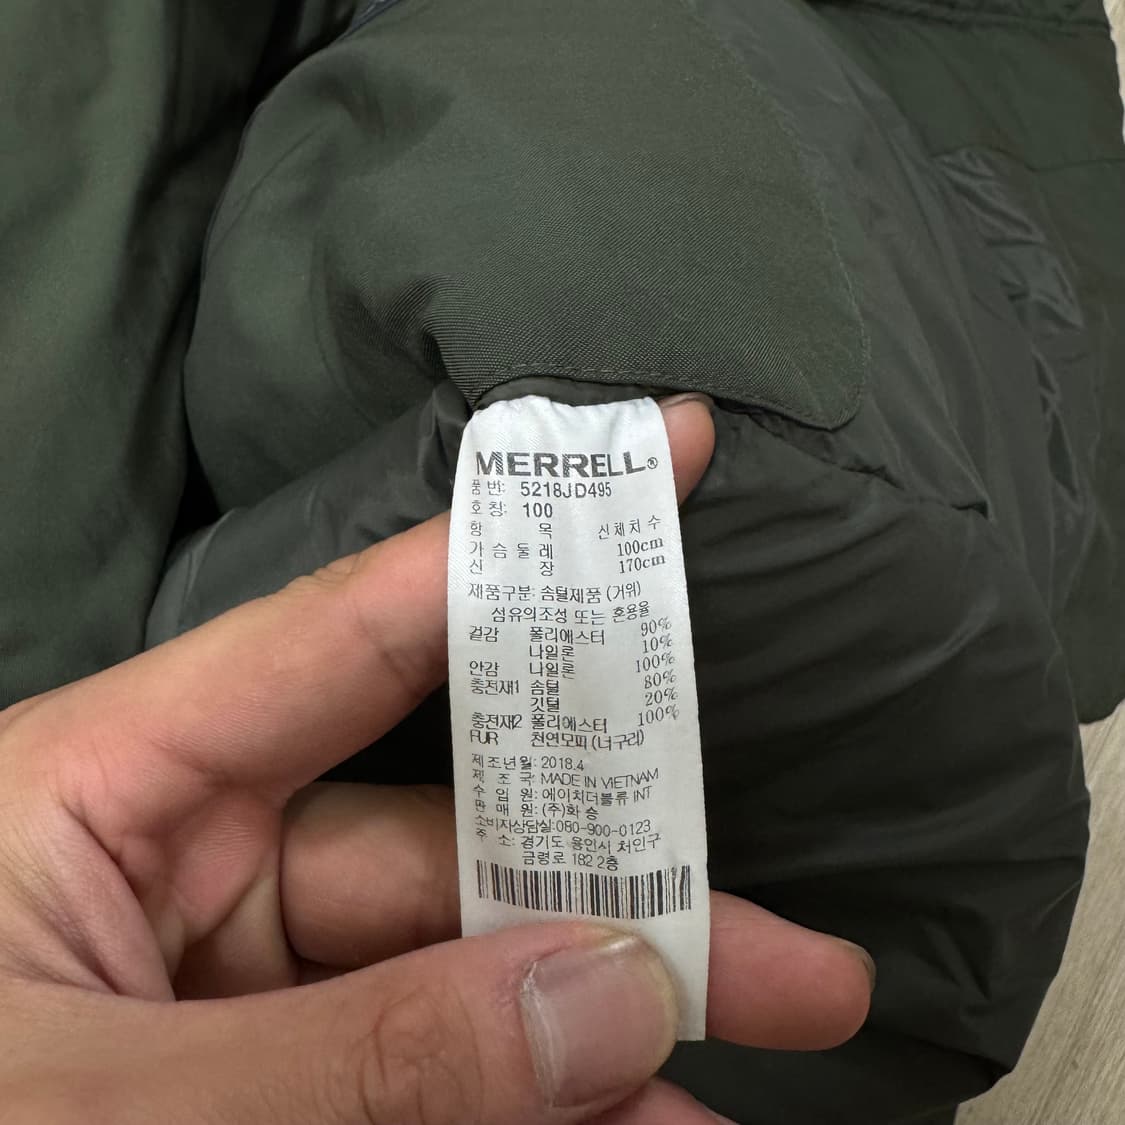 MERRELL®
품 번: 5218JD495
호 칭: 100
항 목 신체치수
가 슴 둘 레 100cm
신 장 170cm
제품구분: 솜털제품 (거위)
섬유의조성 또는 혼용율
겉감 폴리에스터 90%
나일론 10%
안감 나일론 100%
충전재1 솜털 80%
깃털 20%
충전재2 폴리에스터 100%
FUR 천연모피 (너구리)
제조년월: 2018.4
제 조 국: MADE IN VIETNAM
수 입 원: 에이치더블류 INT
판 매 원: (주)화 승
소비자상담실:080-900-0123
주 소: 경기도 용인시 처인구
금령로 182 2층